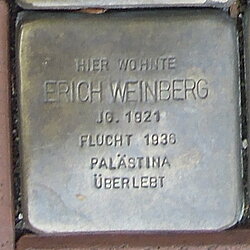 HIER WOHNTE
ERICH WEINBERG
JG. 1921
FLUCHT 1936
PALÄSTINA
ÜBERLEBT